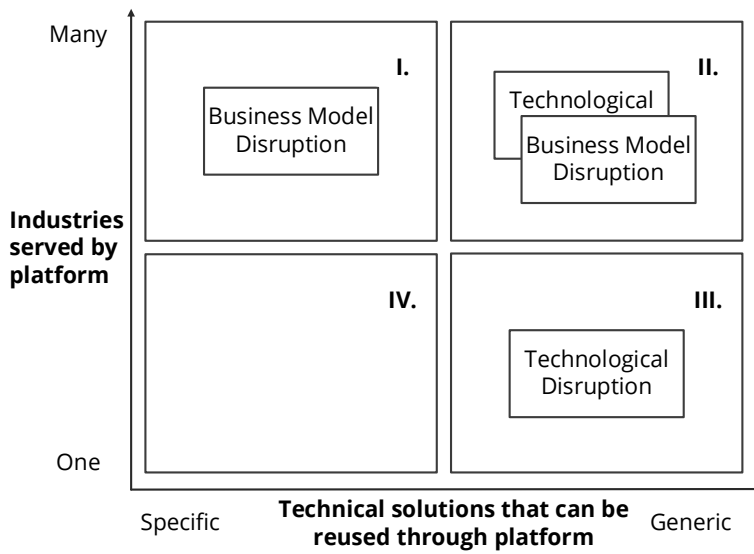 Many
I.
Business Model
Disruption
II.
Technological
Business Model
Disruption
Industries
served by
platform
IV.
III.
Technological
Disruption
One
Specific
Technical solutions that can be
reused through platform
Generic